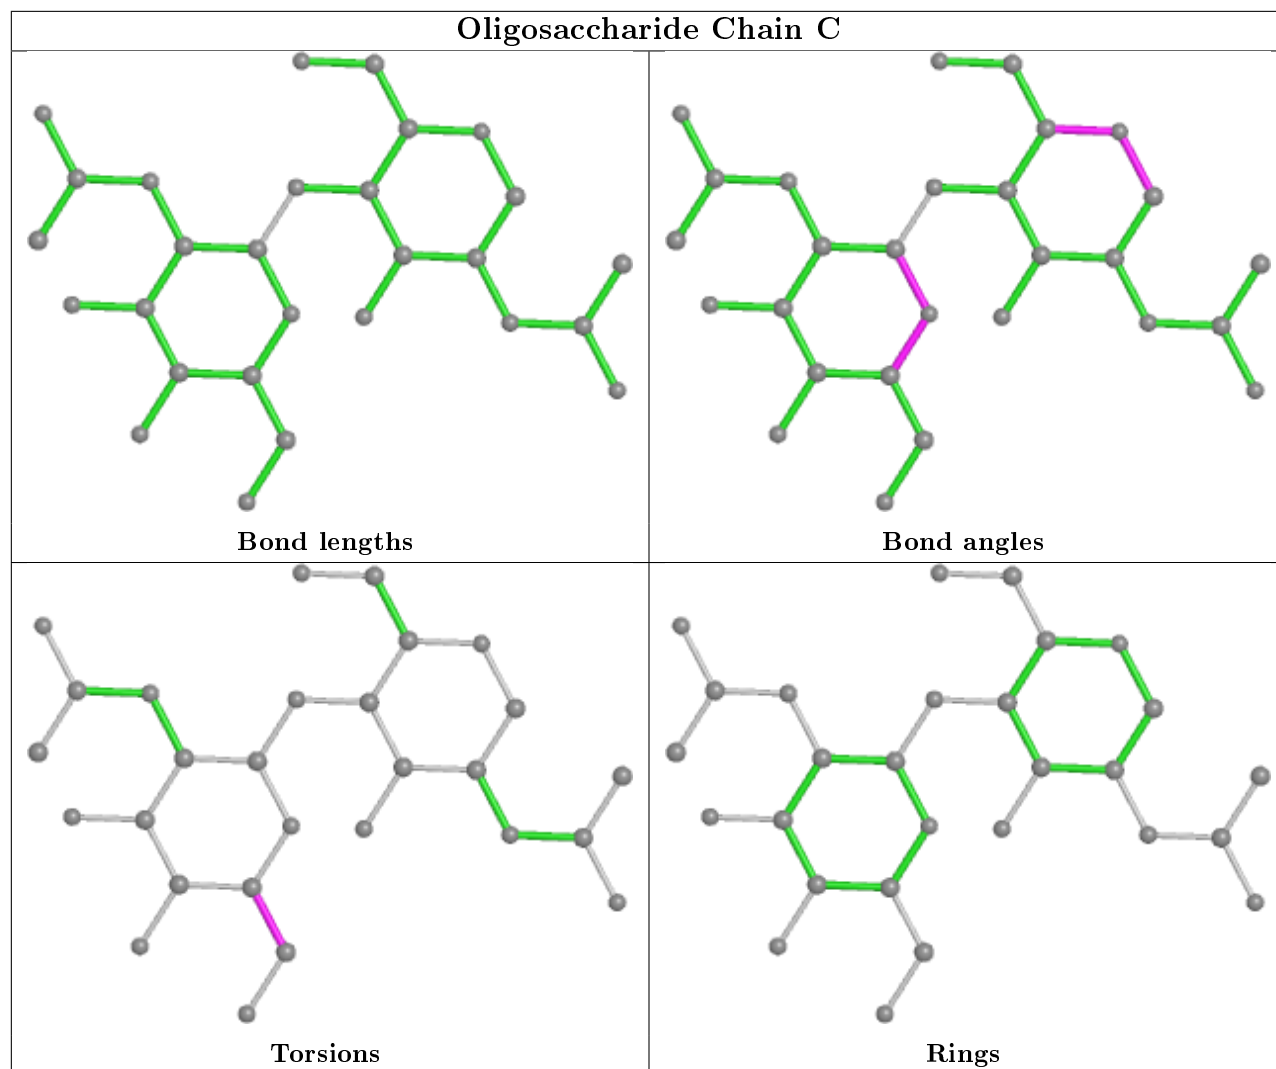 Oligosaccharide Chain C
Bond lengths
Bond angles
Torsions
Rings